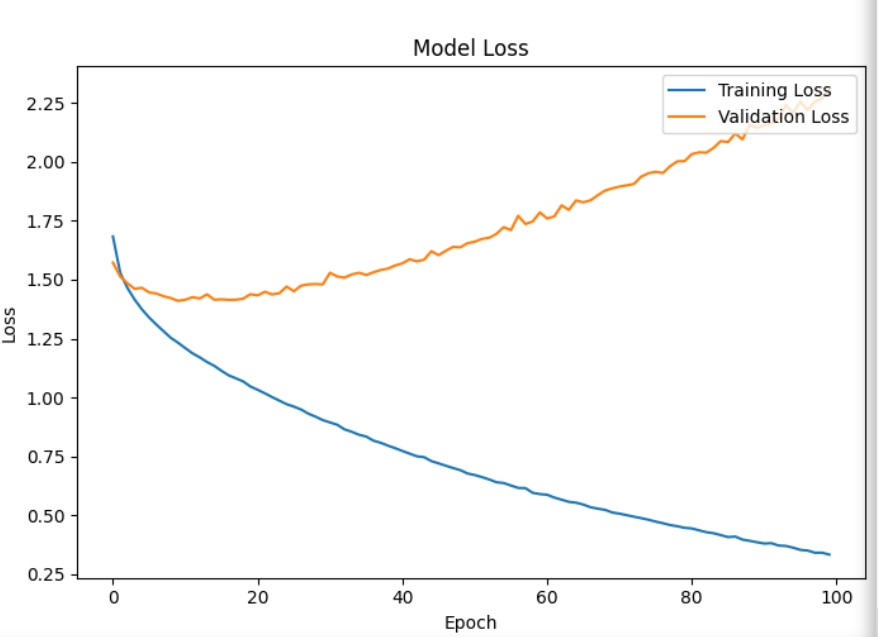 Model Loss
Training Loss
Validation Loss
2.25
2.00
1.75
1.50
1.25
1.00
0.75
0.50
0.25
Loss
0 20 40 60 80 100
Epoch